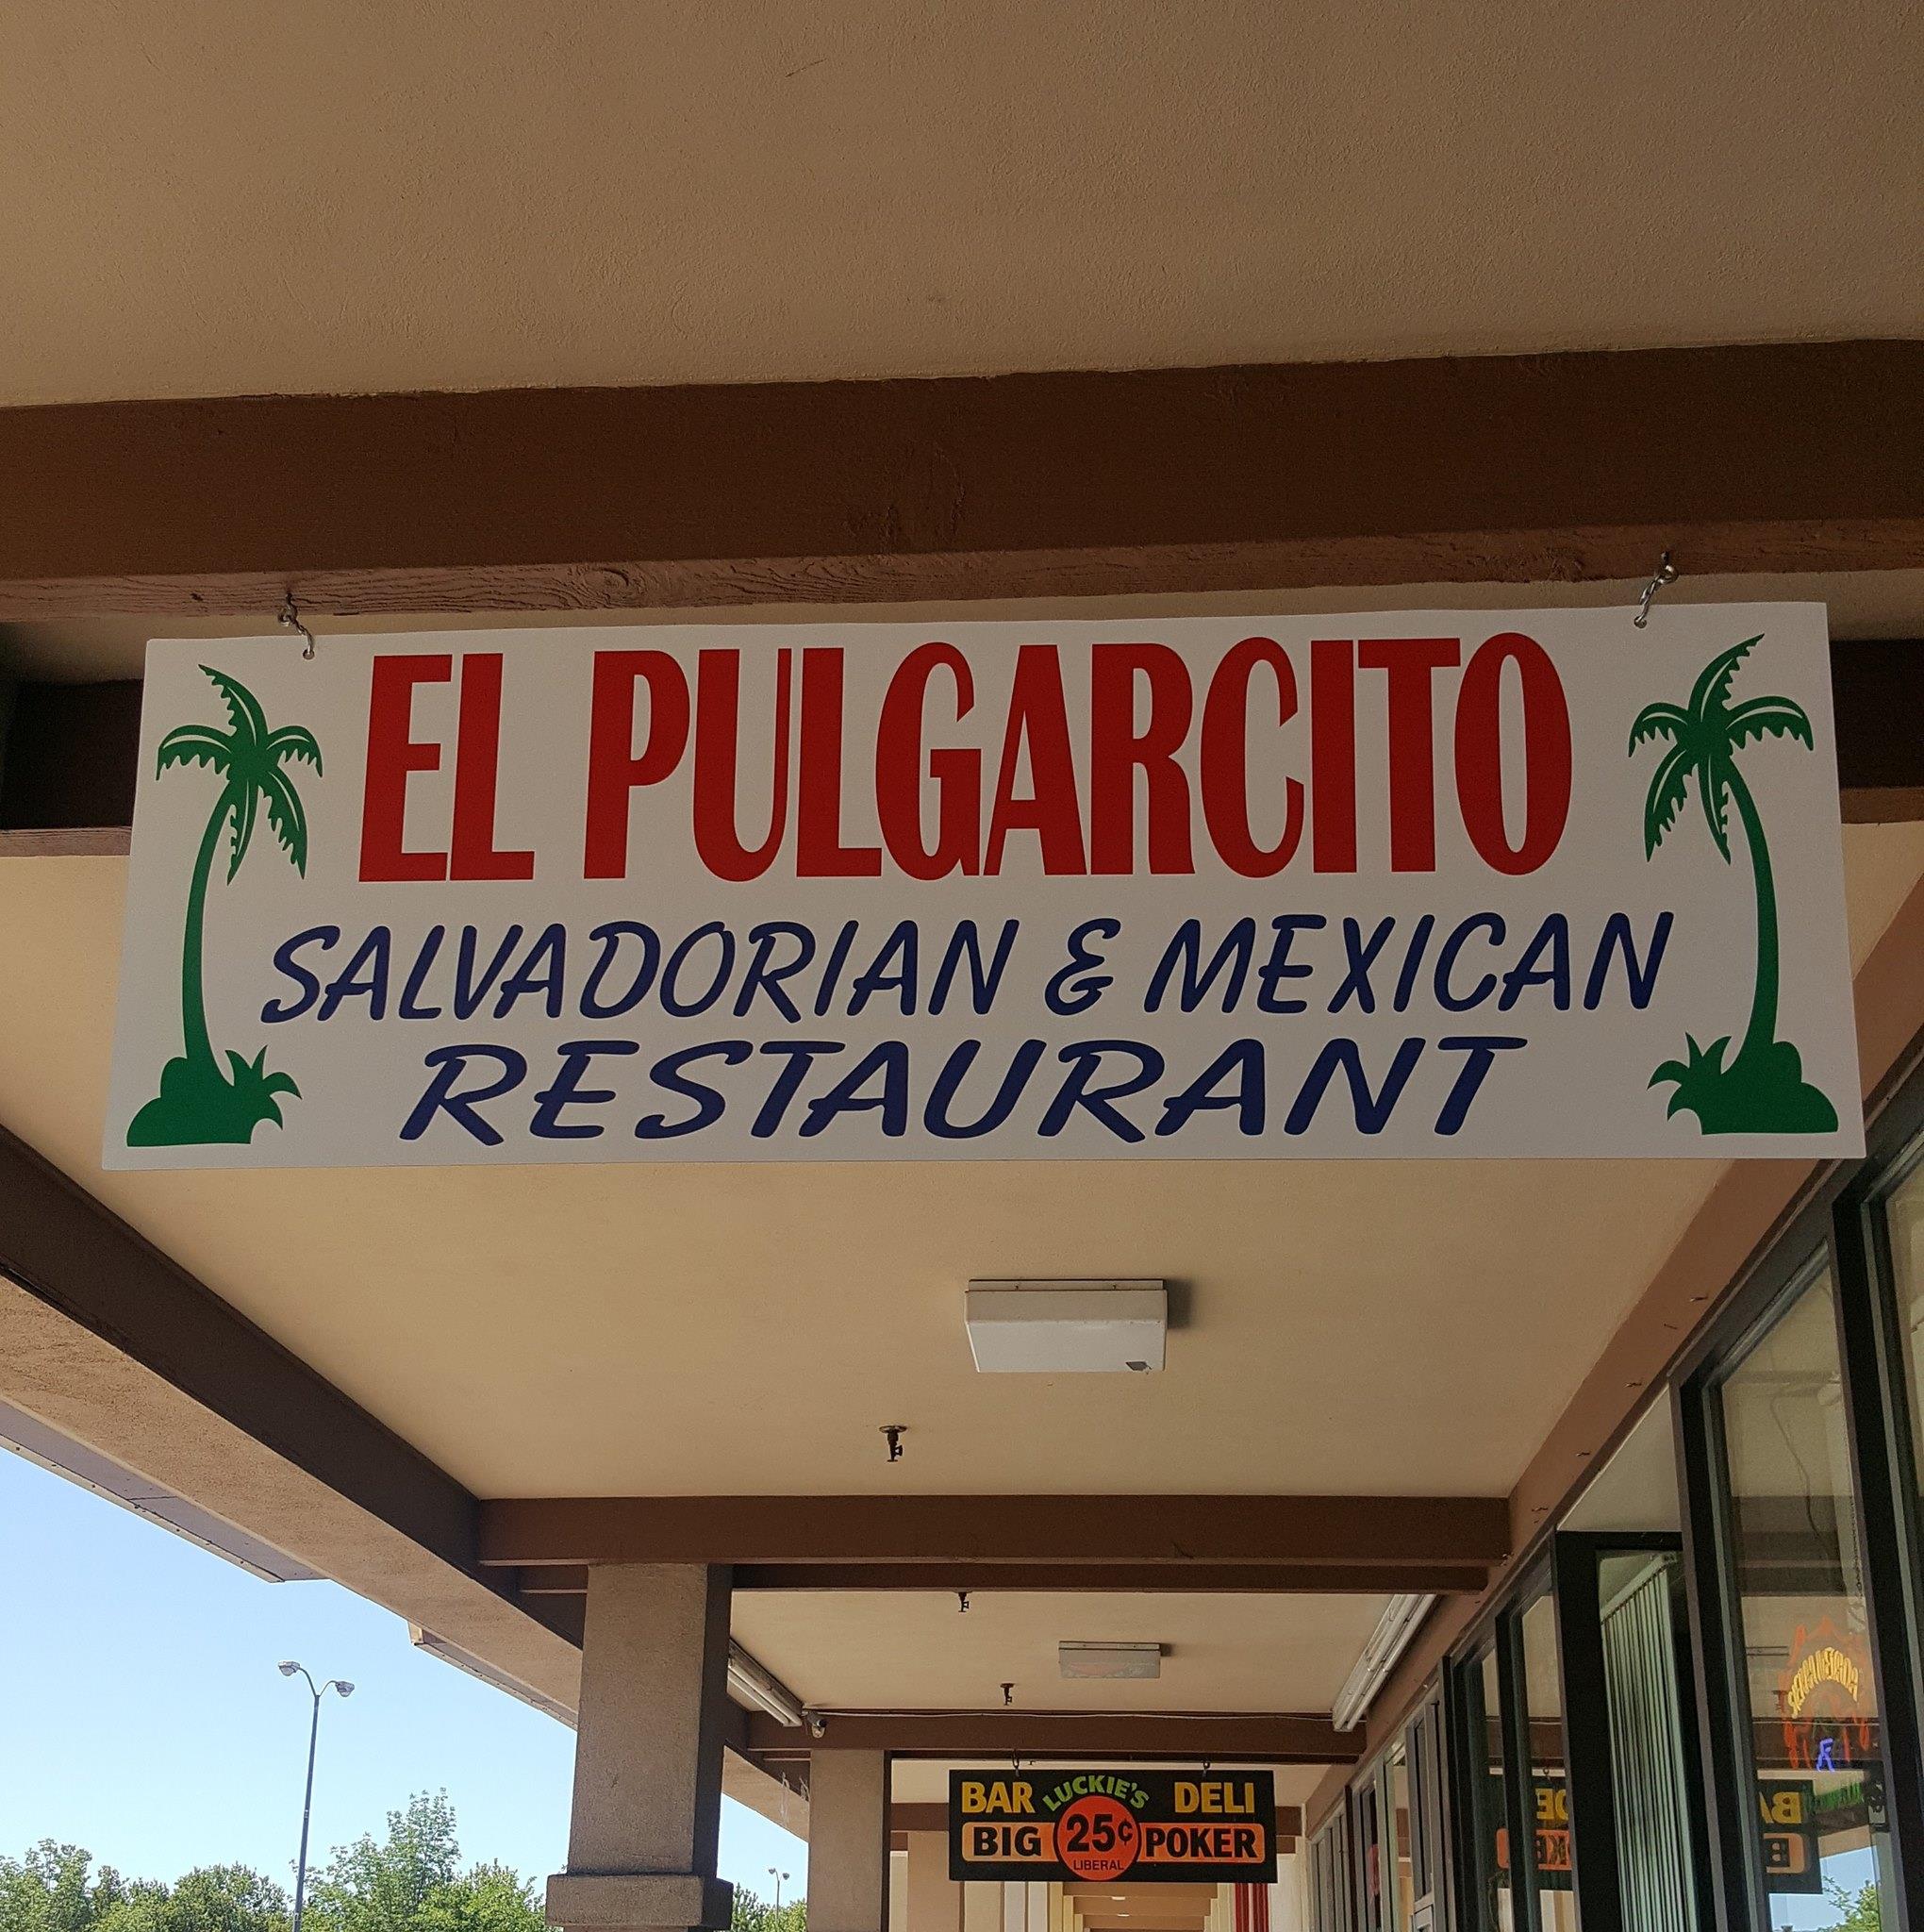 EL PULGARCITO
SALVADORIAN & MEXICAN
RESTAURANT
BAR LUCKIE'S DELI
BIG 25¢ POKER
LIBERAL